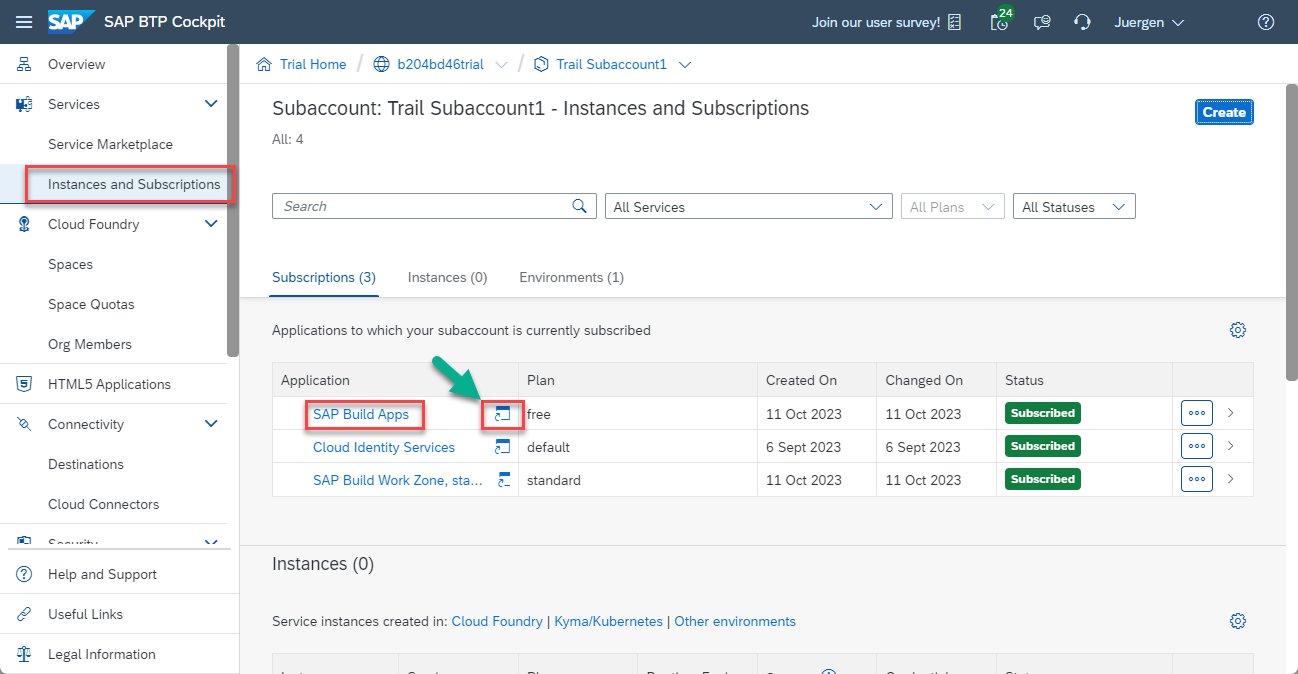 SAP SAP BTP Cockpit
Join our user survey!
24
Juergen
Overview
Services
Service Marketplace
Instances and Subscriptions
Cloud Foundry
Spaces
Space Quotas
Org Members
HTML5 Applications
Connectivity
Destinations
Cloud Connectors
Security
Help and Support
Useful Links
Legal Information
Trial Home / b204bd46trial / Trail Subaccount1
Subaccount: Trail Subaccount1 - Instances and Subscriptions
Create
All: 4
Search
All Services
All Plans
All Statuses
Subscriptions (3) Instances (0) Environments (1)
Applications to which your subaccount is currently subscribed
Application Plan Created On Changed On Status
SAP Build Apps free 11 Oct 2023 11 Oct 2023 Subscribed
Cloud Identity Services default 6 Sept 2023 6 Sept 2023 Subscribed
SAP Build Work Zone, sta... standard 11 Oct 2023 11 Oct 2023 Subscribed
Instances (0)
Service instances created in: Cloud Foundry | Kyma/Kubernetes | Other environments